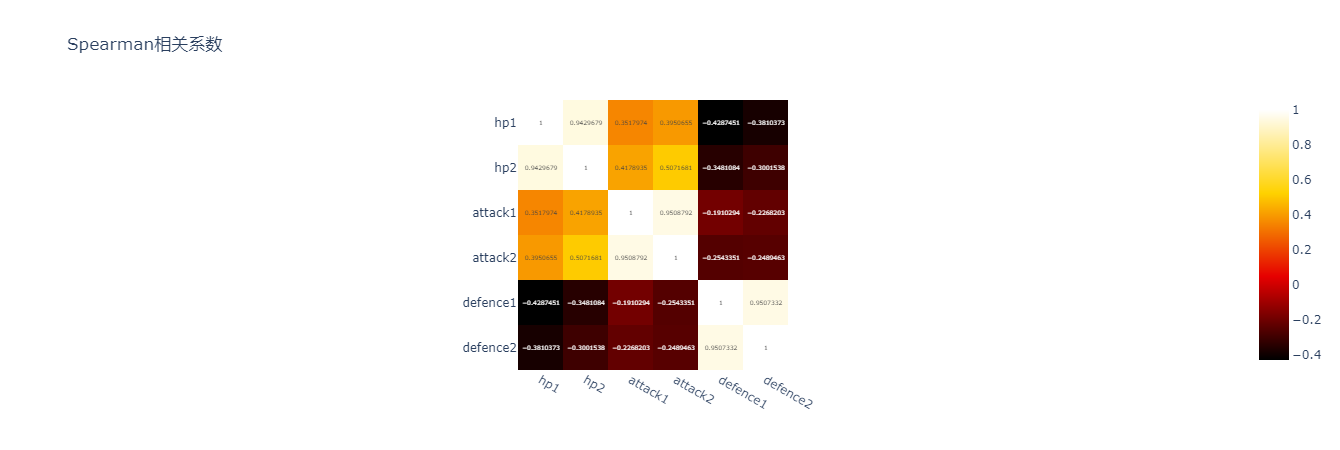 Spearman相关系数
hp1 1 0.9429679 0.3517974 0.3950655 −0.4287451 −0.3810373
hp2 0.9429679 1 0.4178935 0.5071681 −0.3481084 −0.3001538
attack1 0.3517974 0.4178935 1 0.9508792 −0.1910294 −0.2268203
attack2 0.3950655 0.5071681 0.9508792 1 −0.2543351 −0.2489463
defence1 −0.4287451 −0.3481084 −0.1910294 −0.2543351 1 0.9507332
defence2 −0.3810373 −0.3001538 −0.2268203 −0.2489463 0.9507332 1
hp1 hp2 attack1 attack2 defence1 defence2
1
0.8
0.6
0.4
0.2
0
−0.2
−0.4